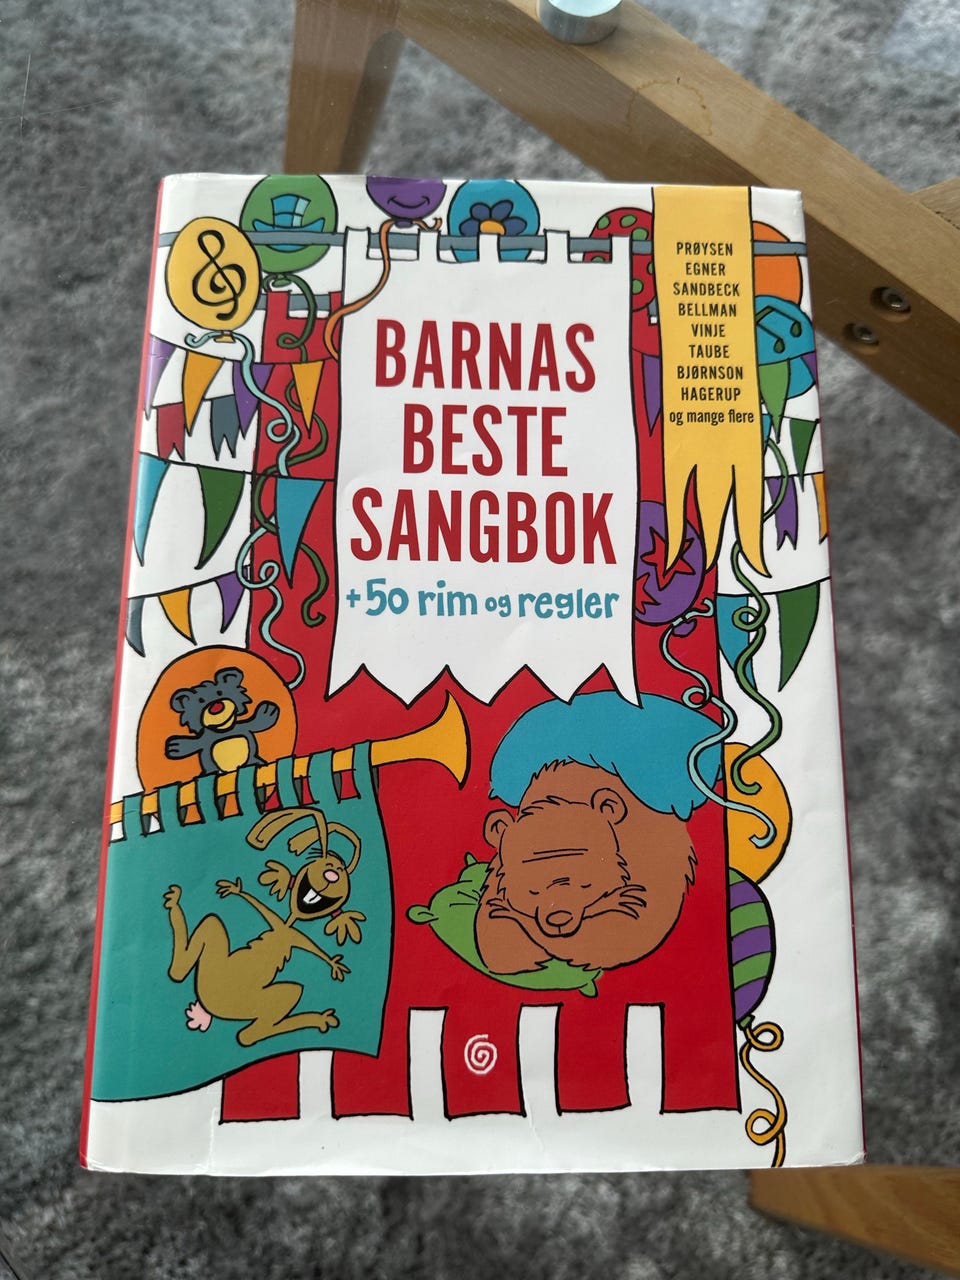 BARNAS
BESTE
SANGBOK
+ 50 rim og regler
PRØYSEN
EGNER
SANDBECK
BELLMAN
VINJE
TAUBE
BJØRNSON
HAGERUP
og mange flere